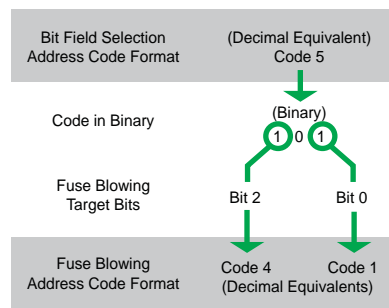 Bit Field Selection
Address Code Format
(Decimal Equivalent)
Code 5
Code in Binary
(Binary)
1 0 1
Fuse Blowing
Target Bits
Bit 2
Bit 0
Fuse Blowing
Address Code Format
Code 4
Code 1
(Decimal Equivalents)